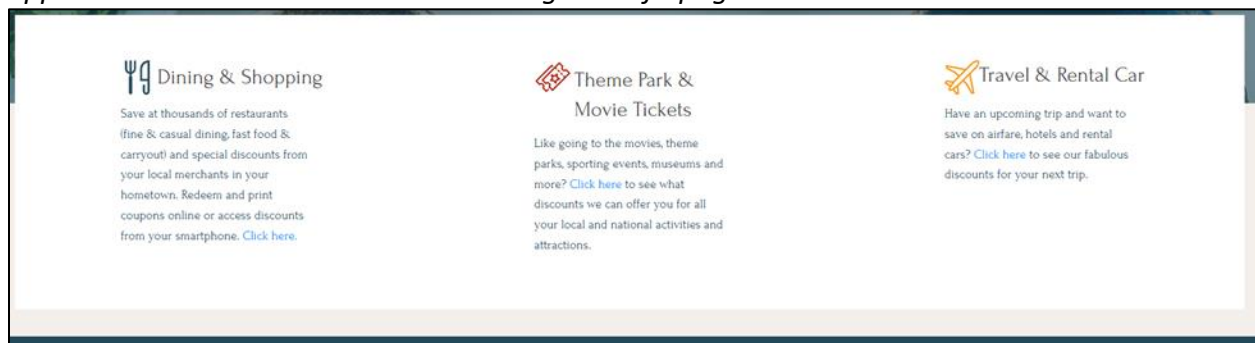 Dining & Shopping
Save at thousands of restaurants
(fine & casual dining, fast food &
carryout) and special discounts from
your local merchants in your
hometown. Redeem and print
coupons online or access discounts
from your smartphone. Click here.
Theme Park &
Movie Tickets
Like going to the movies, theme
parks, sporting events, museums and
more? Click here to see what
discounts we can offer you for all
your local and national activities and
attractions.
Travel & Rental Car
Have an upcoming trip and want to
save on airfare, hotels and rental
cars? Click here to see our fabulous
discounts for your next trip.